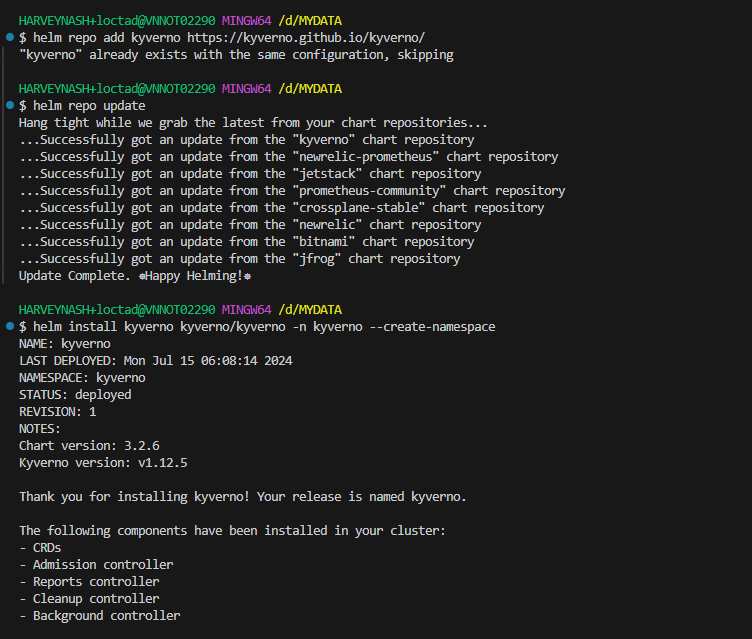 HARVEYNASH+loctad@VNNOT02290 MINGW64 /d/MYDATA
$ helm repo add kyverno https://kyverno.github.io/kyverno/
"kyverno" already exists with the same configuration, skipping
HARVEYNASH+loctad@VNNOT02290 MINGW64 /d/MYDATA
$ helm repo update
Hang tight while we grab the latest from your chart repositories...
...Successfully got an update from the "kyverno" chart repository
...Successfully got an update from the "newrelic-prometheus" chart repository
...Successfully got an update from the "jetstack" chart repository
...Successfully got an update from the "prometheus-community" chart repository
...Successfully got an update from the "crossplane-stable" chart repository
...Successfully got an update from the "newrelic" chart repository
...Successfully got an update from the "bitnami" chart repository
...Successfully got an update from the "jfrog" chart repository
Update Complete. ⎈Happy Helming!⎈
HARVEYNASH+loctad@VNNOT02290 MINGW64 /d/MYDATA
$ helm install kyverno kyverno/kyverno -n kyverno --create-namespace
NAME: kyverno
LAST DEPLOYED: Mon Jul 15 06:08:14 2024
NAMESPACE: kyverno
STATUS: deployed
REVISION: 1
NOTES:
Chart version: 3.2.6
Kyverno version: v1.12.5
Thank you for installing kyverno! Your release is named kyverno.
The following components have been installed in your cluster:
- CRDs
- Admission controller
- Reports controller
- Cleanup controller
- Background controller